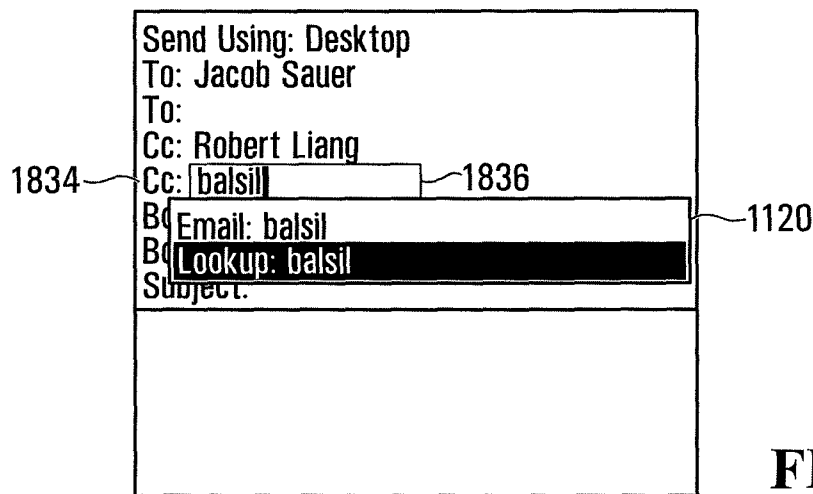 Send Using: Desktop
To: Jacob Sauer
To:
Cc: Robert Liang
1834 Cc: balsil 1836
Email: balsil 1120
Lookup: balsil
Subject: